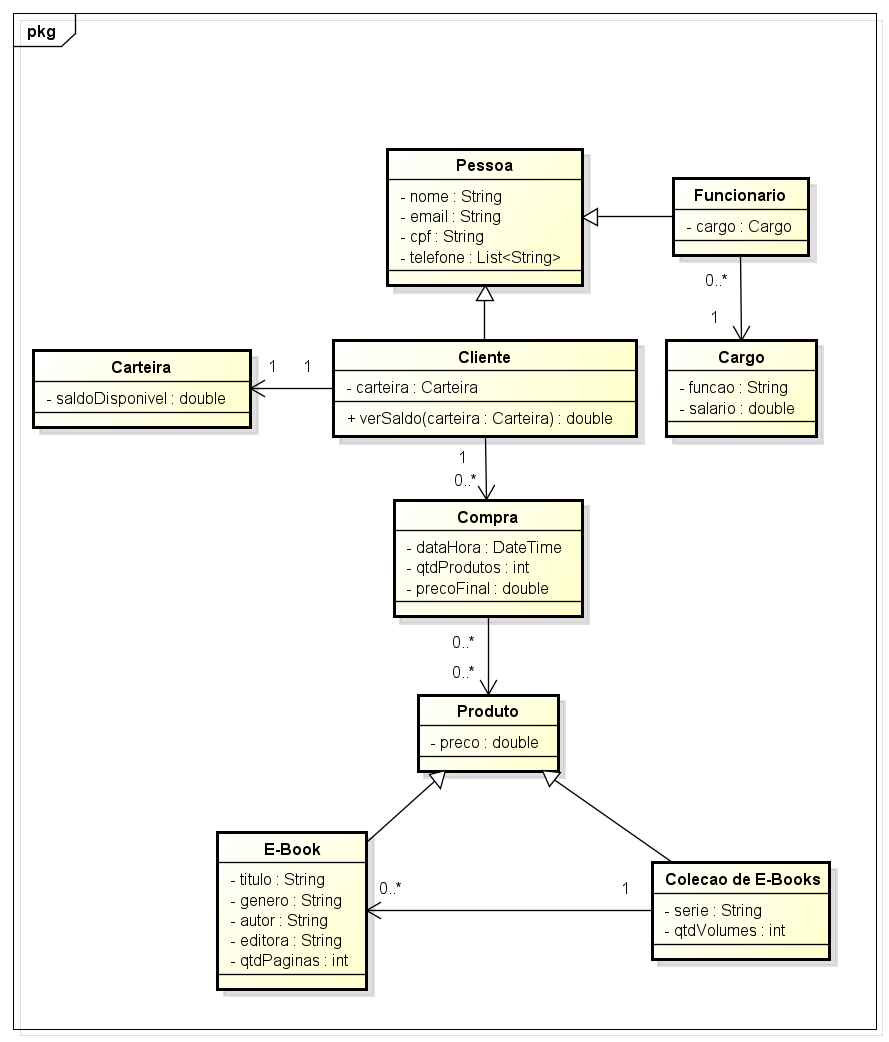 pkg
Pessoa
- nome : String
- email : String
- cpf : String
- telefone : List<String>
Funcionario
- cargo : Cargo
0..*
1
Carteira
- saldoDisponivel : double
1
1
Cliente
- carteira : Carteira
+ verSaldo(carteira : Carteira) : double
Cargo
- funcao : String
- salario : double
1
0..*
Compra
- dataHora : DateTime
- qtdProdutos : int
- precoFinal : double
0..*
0..*
Produto
- preco : double
E-Book
- titulo : String
- genero : String
- autor : String
- editora : String
- qtdPaginas : int
0..*
1
Colecao de E-Books
- serie : String
- qtdVolumes : int